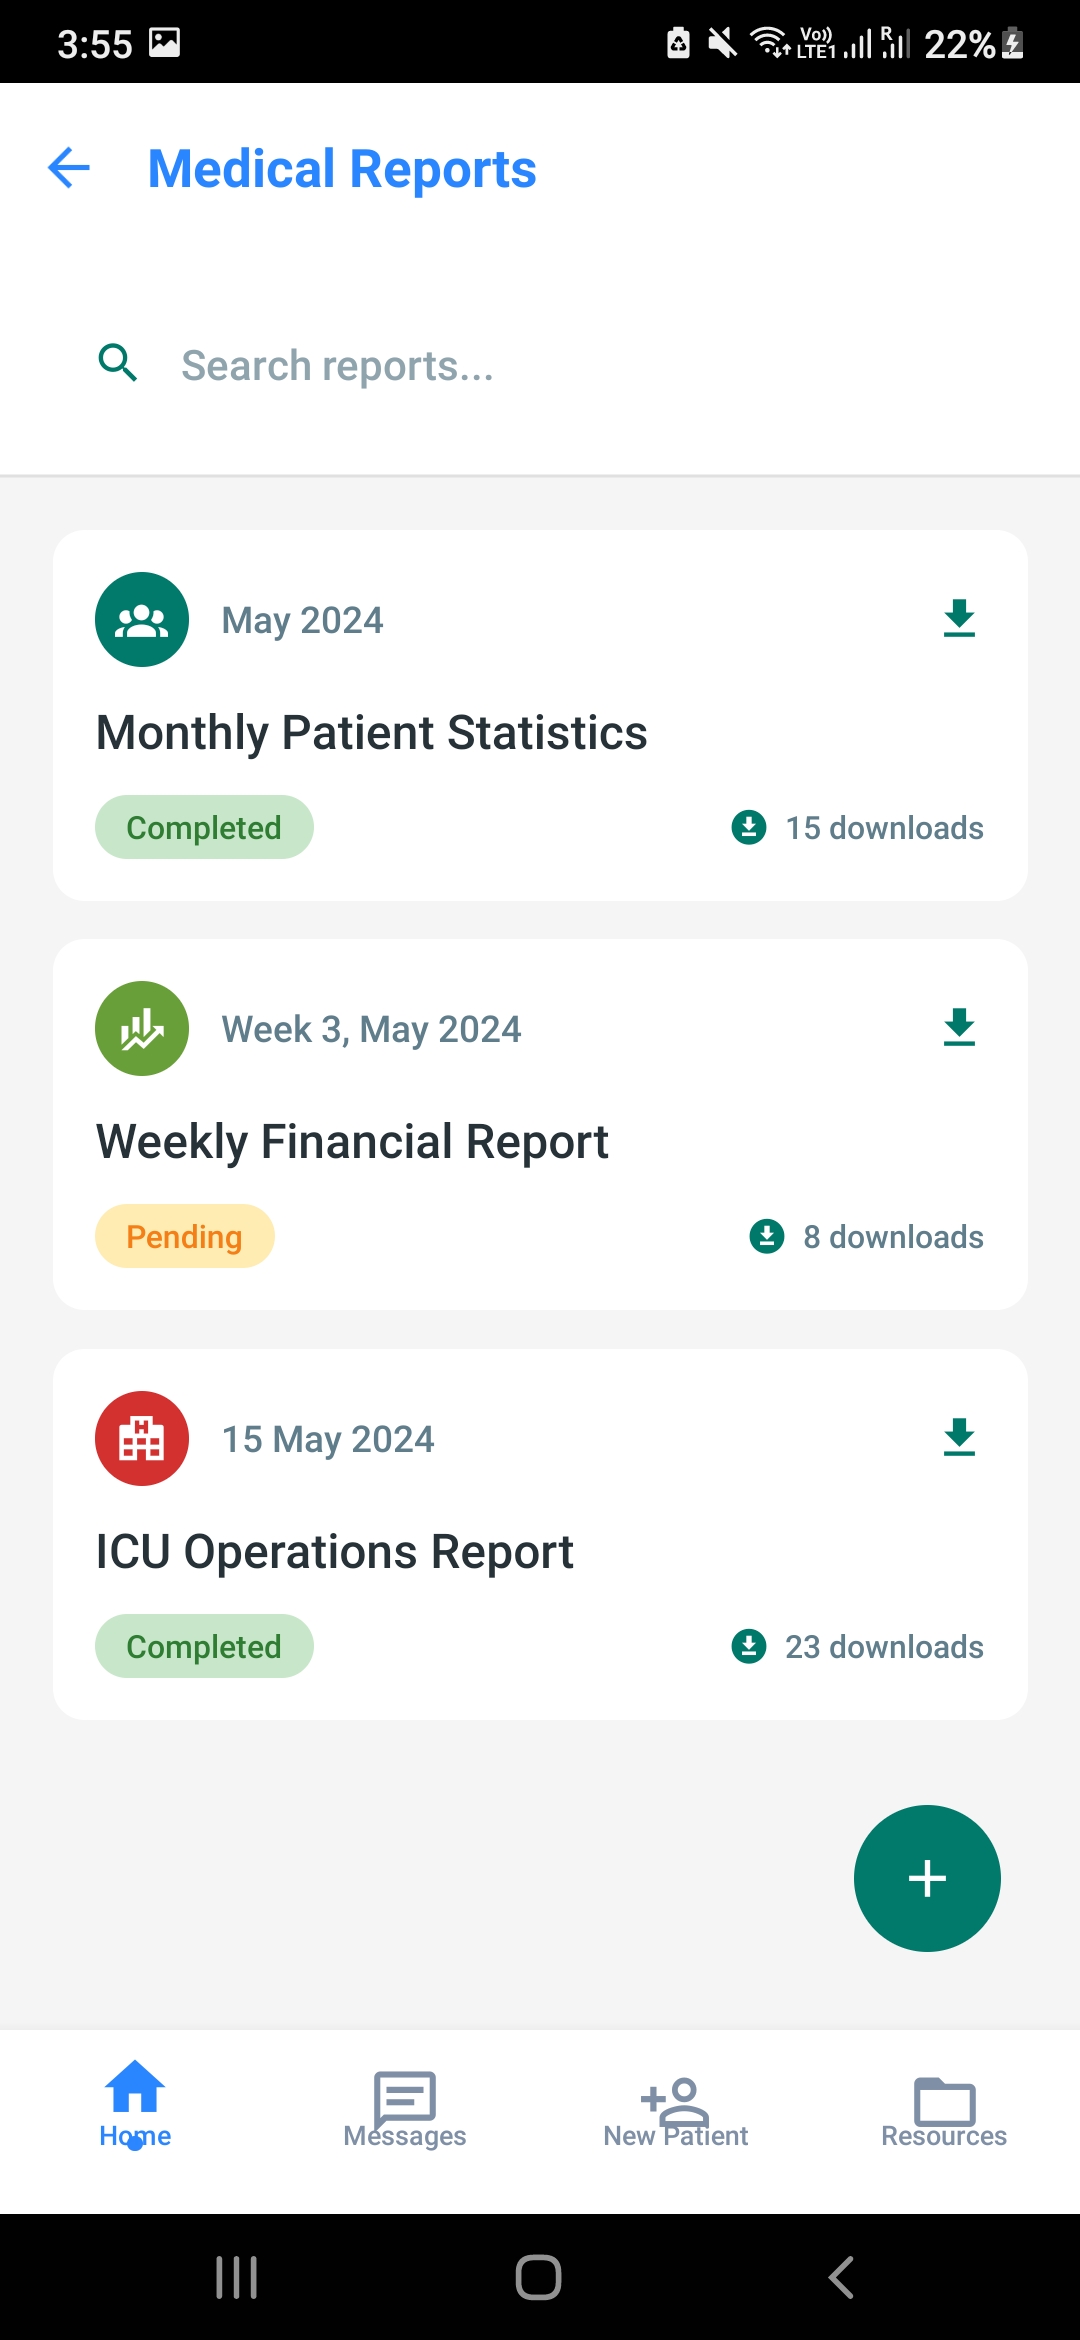 3:55
Vo)) LTE1 R 22%
Medical Reports
Search reports...
May 2024
Monthly Patient Statistics
Completed
15 downloads
Week 3, May 2024
Weekly Financial Report
Pending
8 downloads
15 May 2024
ICU Operations Report
Completed
23 downloads
Home
Messages
New Patient
Resources